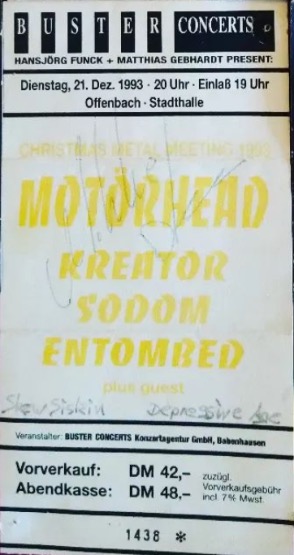 BUSTER CONCERTS
HANSJÖRG FUNCK + MATTHIAS GEBHARDT PRESENT:
Dienstag, 21. Dez. 1993 · 20 Uhr · Einlaß 19 Uhr
Offenbach · Stadthalle
CHRISTMAS METAL MEETING 1993
MOTÖRHEAD
KREATOR
SODOM
ENTOMBED
plus guest
Skew Siskin Depressive Age
Veranstalter: BUSTER CONCERTS Konzertagentur GmbH, Babenhausen
Vorverkauf: DM 42,–
Abendkasse: DM 48,–
zuzügl.
Vorverkaufsgebühr
incl. 7% Mwst.
1438 *